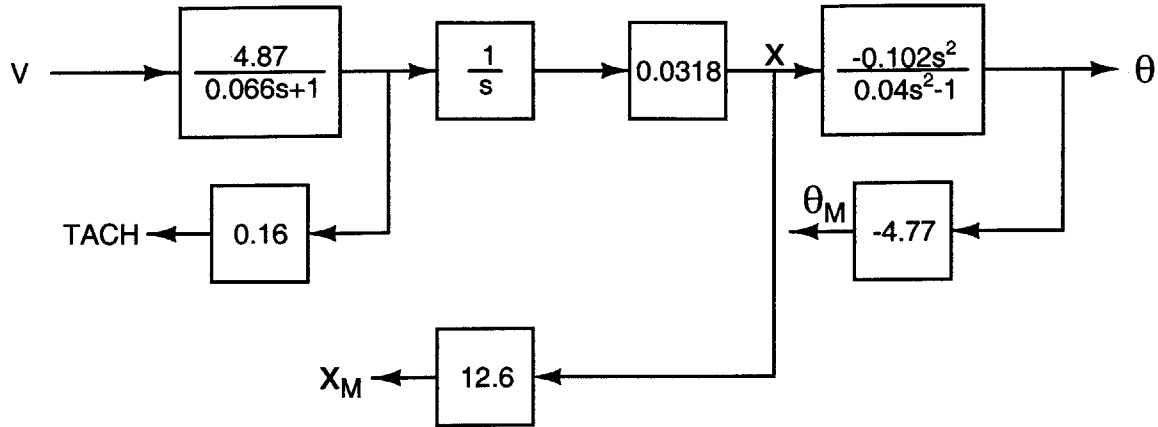 V
4.87
0.066s+1
1
s
0.0318
X
-0.102s²
0.04s²-1
θ
TACH
0.16
θM
-4.77
XM
12.6